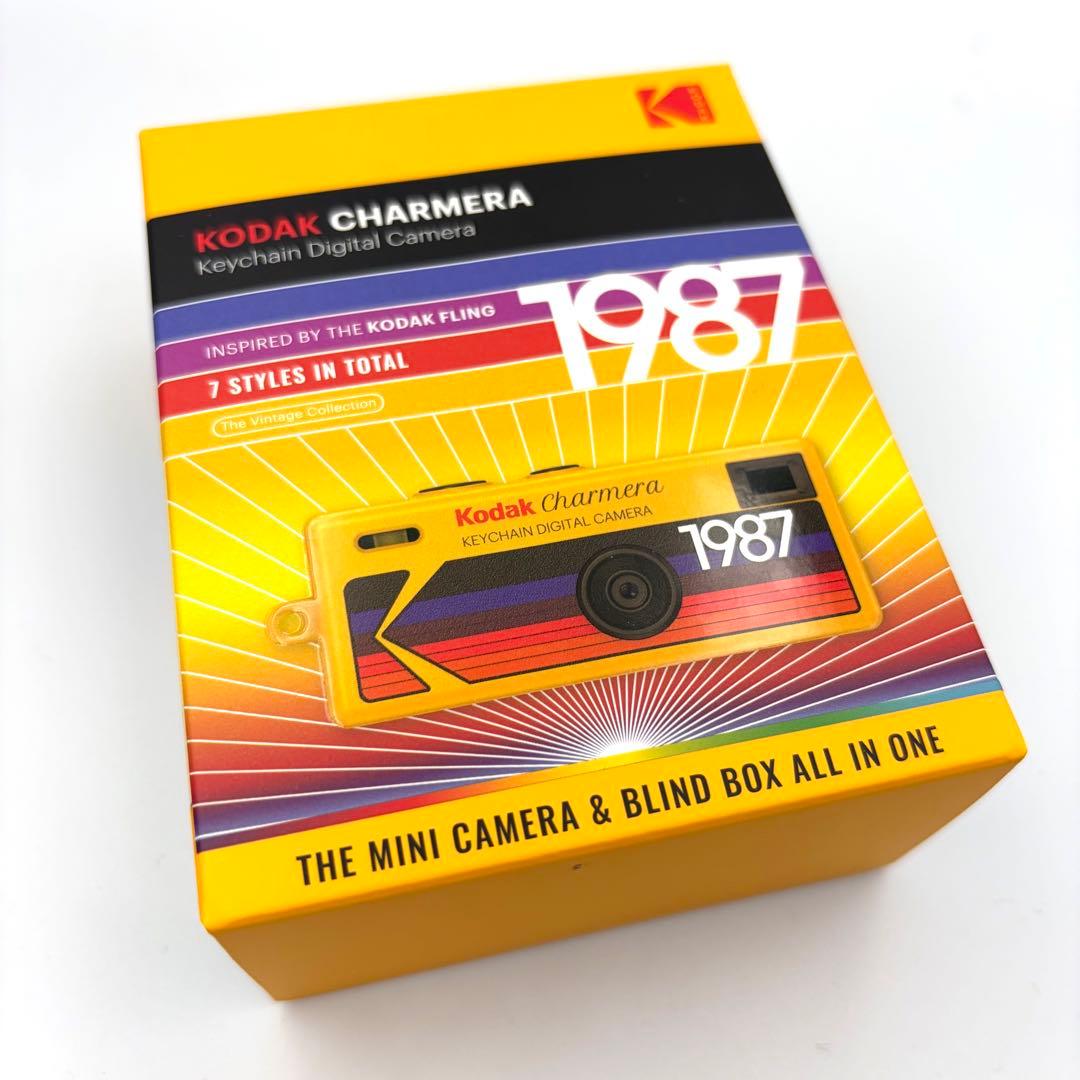 KODAK
KODAK CHARMERA
Keychain Digital Camera
INSPIRED BY THE KODAK FLING
1987
7 STYLES IN TOTAL
The Vintage Collection
Kodak Charmera
KEYCHAIN DIGITAL CAMERA
1987
THE MINI CAMERA & BLIND BOX ALL IN ONE